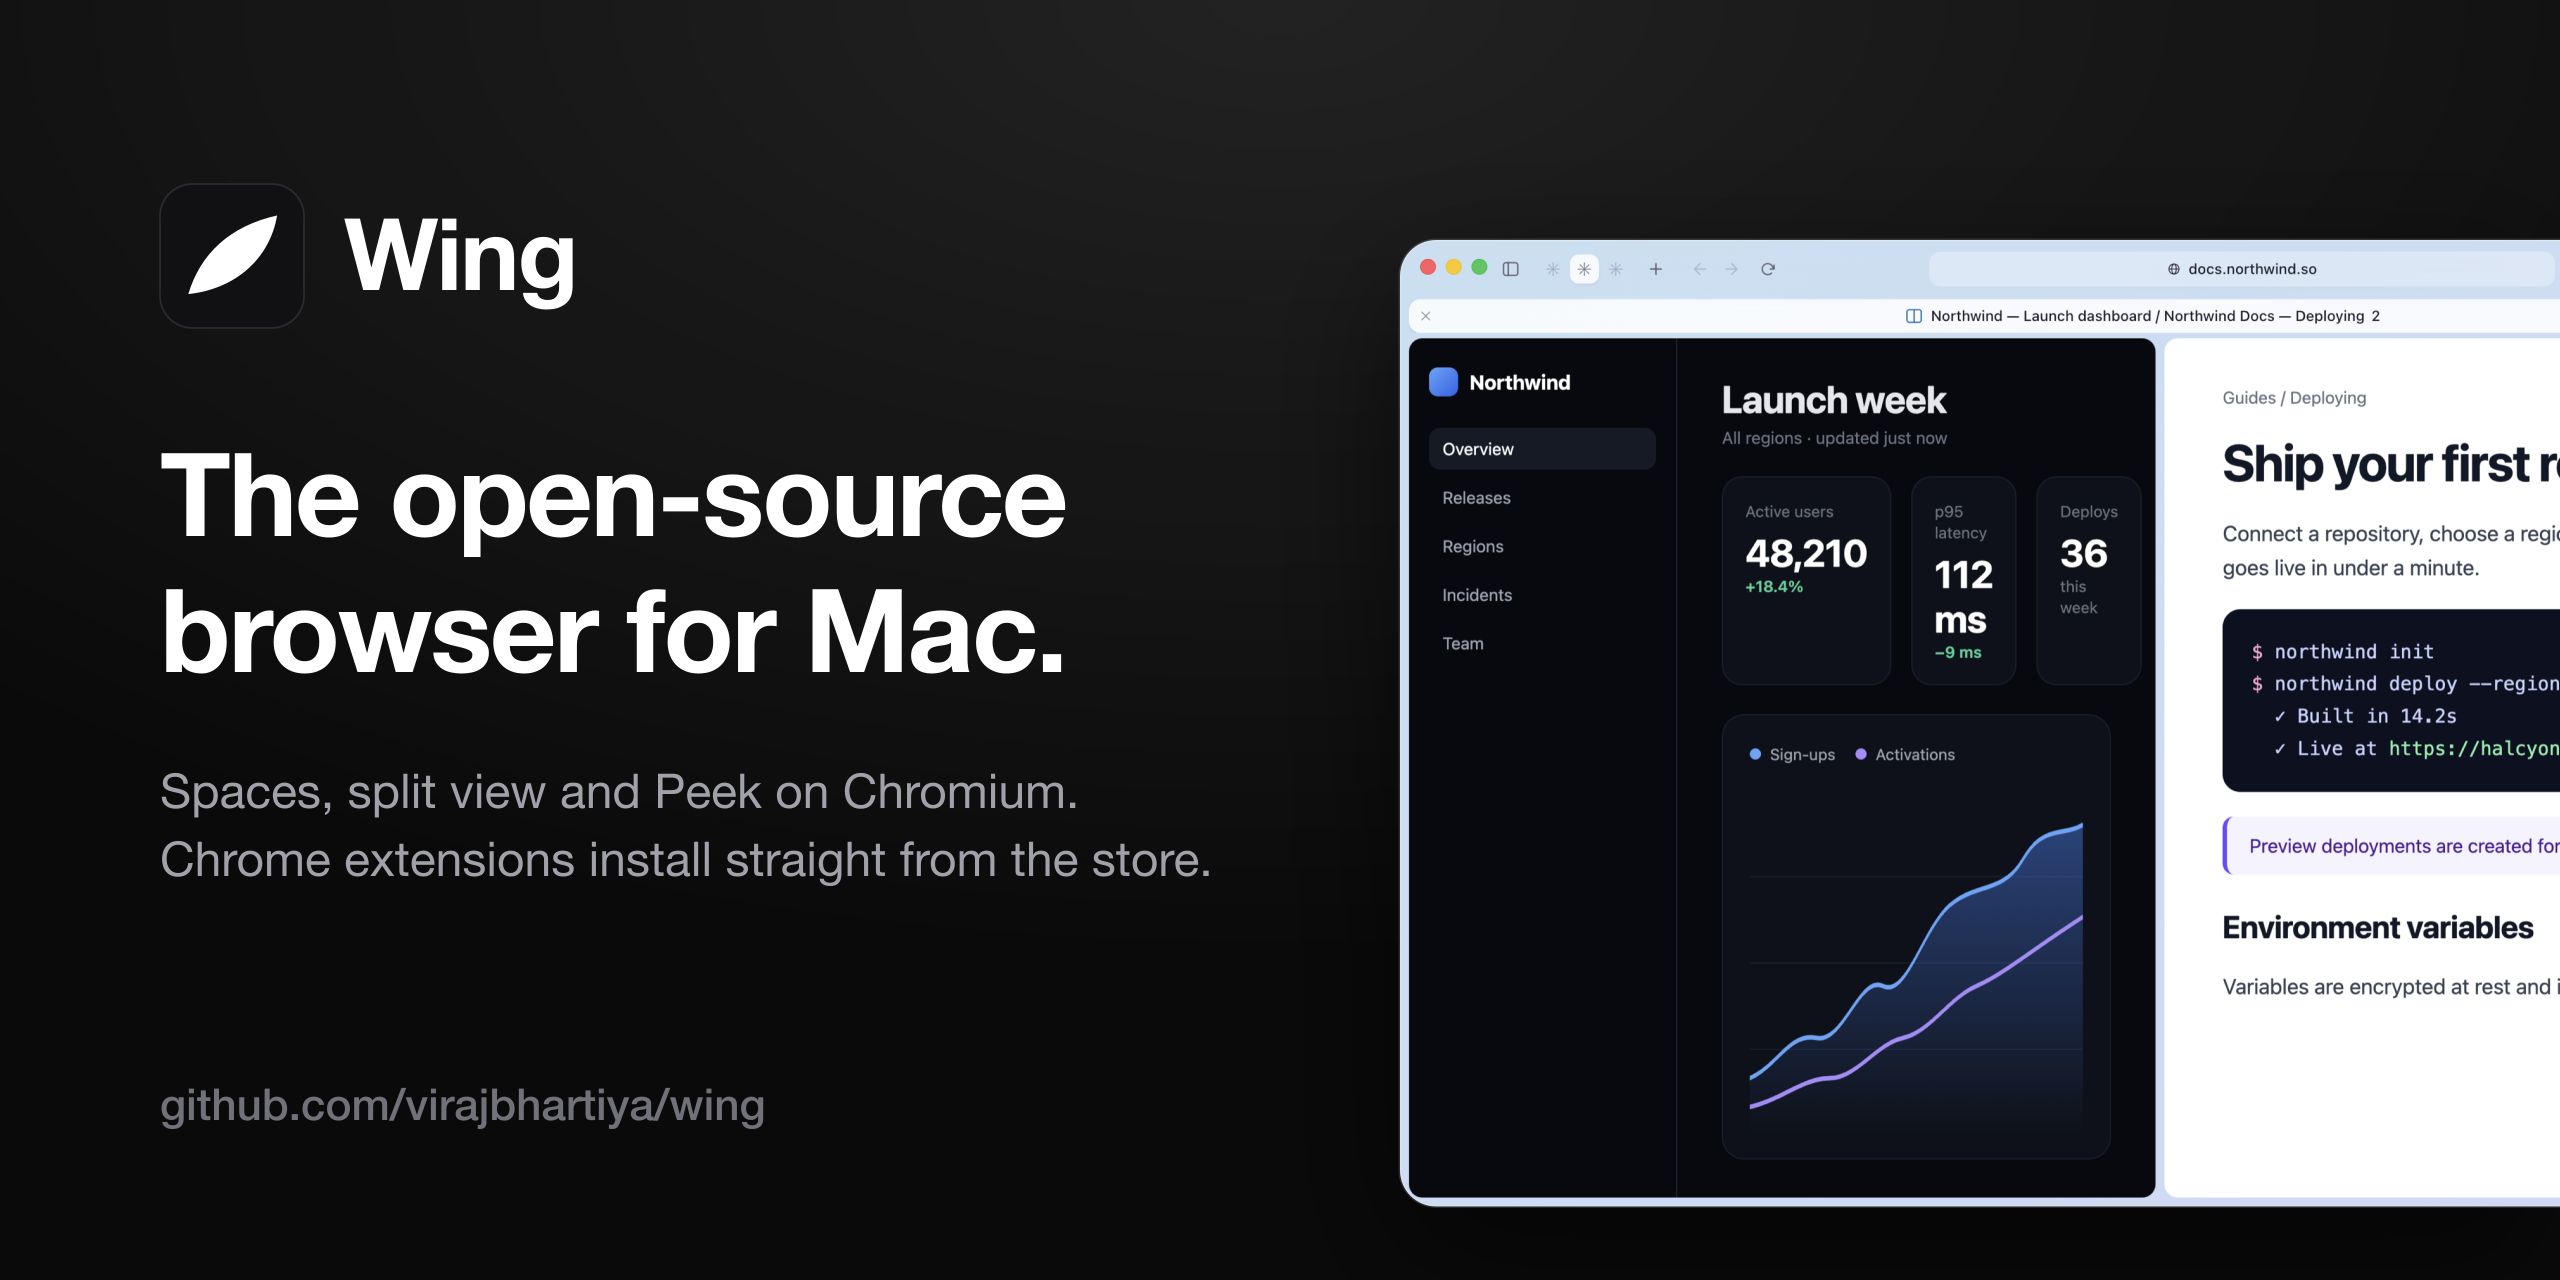 Wing
The open-source
browser for Mac.
Spaces, split view and Peek on Chromium.
Chrome extensions install straight from the store.
github.com/virajbhartiya/wing
docs.northwind.so
Northwind — Launch dashboard / Northwind Docs — Deploying 2
Northwind
Overview
Releases
Regions
Incidents
Team
Launch week
All regions · updated just now
Active users
48,210
+18.4%
p95
latency
112
ms
−9 ms
Deploys
36
this
week
Sign-ups
Activations
Guides / Deploying
Ship your first
Connect a repository, choose a
goes live in under a minute.
$ northwind init
$ northwind deploy --region
✓ Built in 14.2s
✓ Live at https://halcyon
Preview deployments are created for
Environment variables
Variables are encrypted at rest and